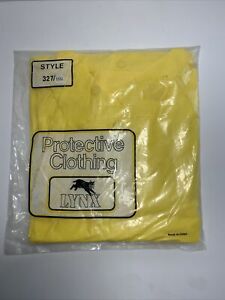 STYLE
327/
Protective
Clothing
LYNX